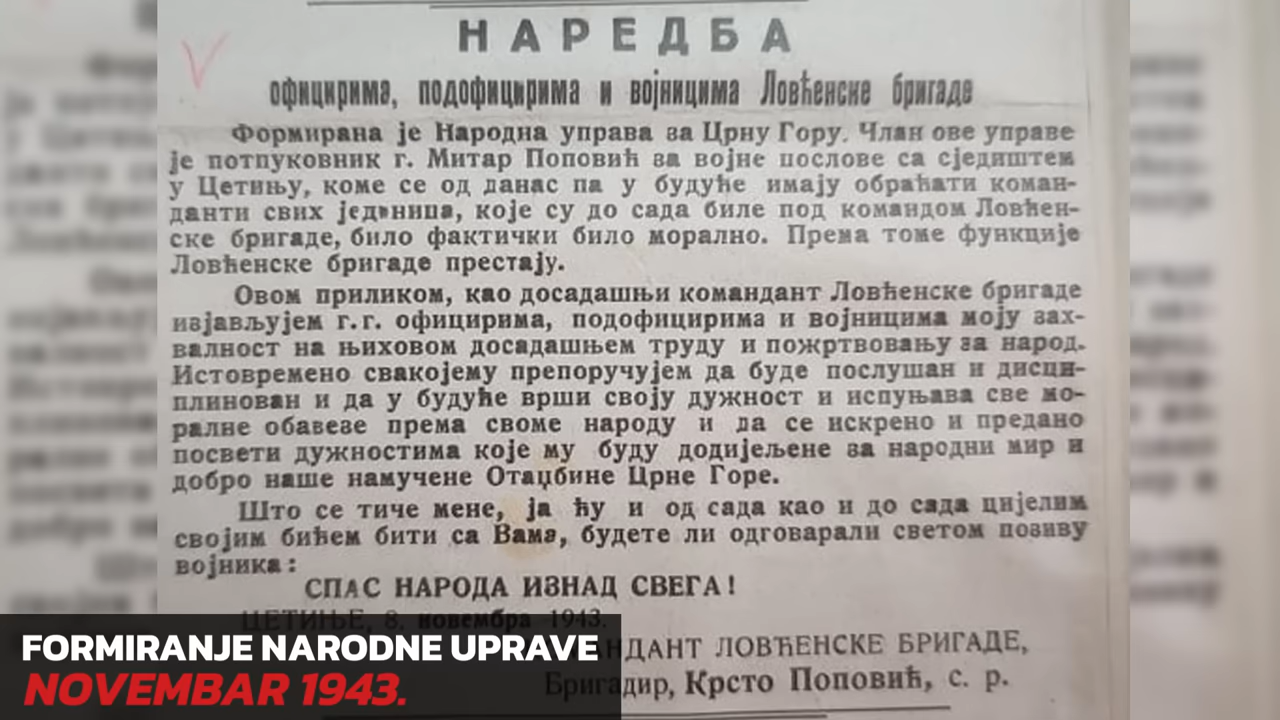 НАРЕДБА
официрима, подофицирима и војницима Ловћенске бригаде
Формирана је Народна управа за Црну Гору. Члан ове управе
је потпуковник г. Митар Поповић за војне послове са сједиштем
у Цетињу, коме се од данас па у будуће имају обраћати коман-
данти свих јединица, које су до сада биле под командом Ловћен-
ске бригаде, било фактички било морално. Према томе функције
Ловћенске бригаде престају.
Овом приликом, као досадашњи командант Ловћенске бригаде
изјављујем г.г. официрима, подофицирима и војницима моју зах-
валност на њиховом досадашњем труду и пожртвовању за народ.
Истовремено свакојему препоручујем да буде послушан и дисци-
плинован и да у будуће врши своју дужност и испуњава све мо-
ралне обавезе према своме народу и да се искрено и предано
посвети дужностима које му буду додијељене за народни мир и
добро наше намучене Отаџбине Црне Горе.
Што се тиче мене, ја ћу и од сада као и до сада цијелим
својим бићем бити са Вама, будете ли одговарали светом позиву
војника:
СПАС НАРОДА ИЗНАД СВЕГА!
ЦЕТИЊЕ, 8. новембра 1943.
НДАНТ ЛОВЋЕНСКЕ БРИГАДЕ,
Бригадир, Крсто Поповић, с. р.
FORMIRANJE NARODNE UPRAVE
NOVEMBAR 1943.